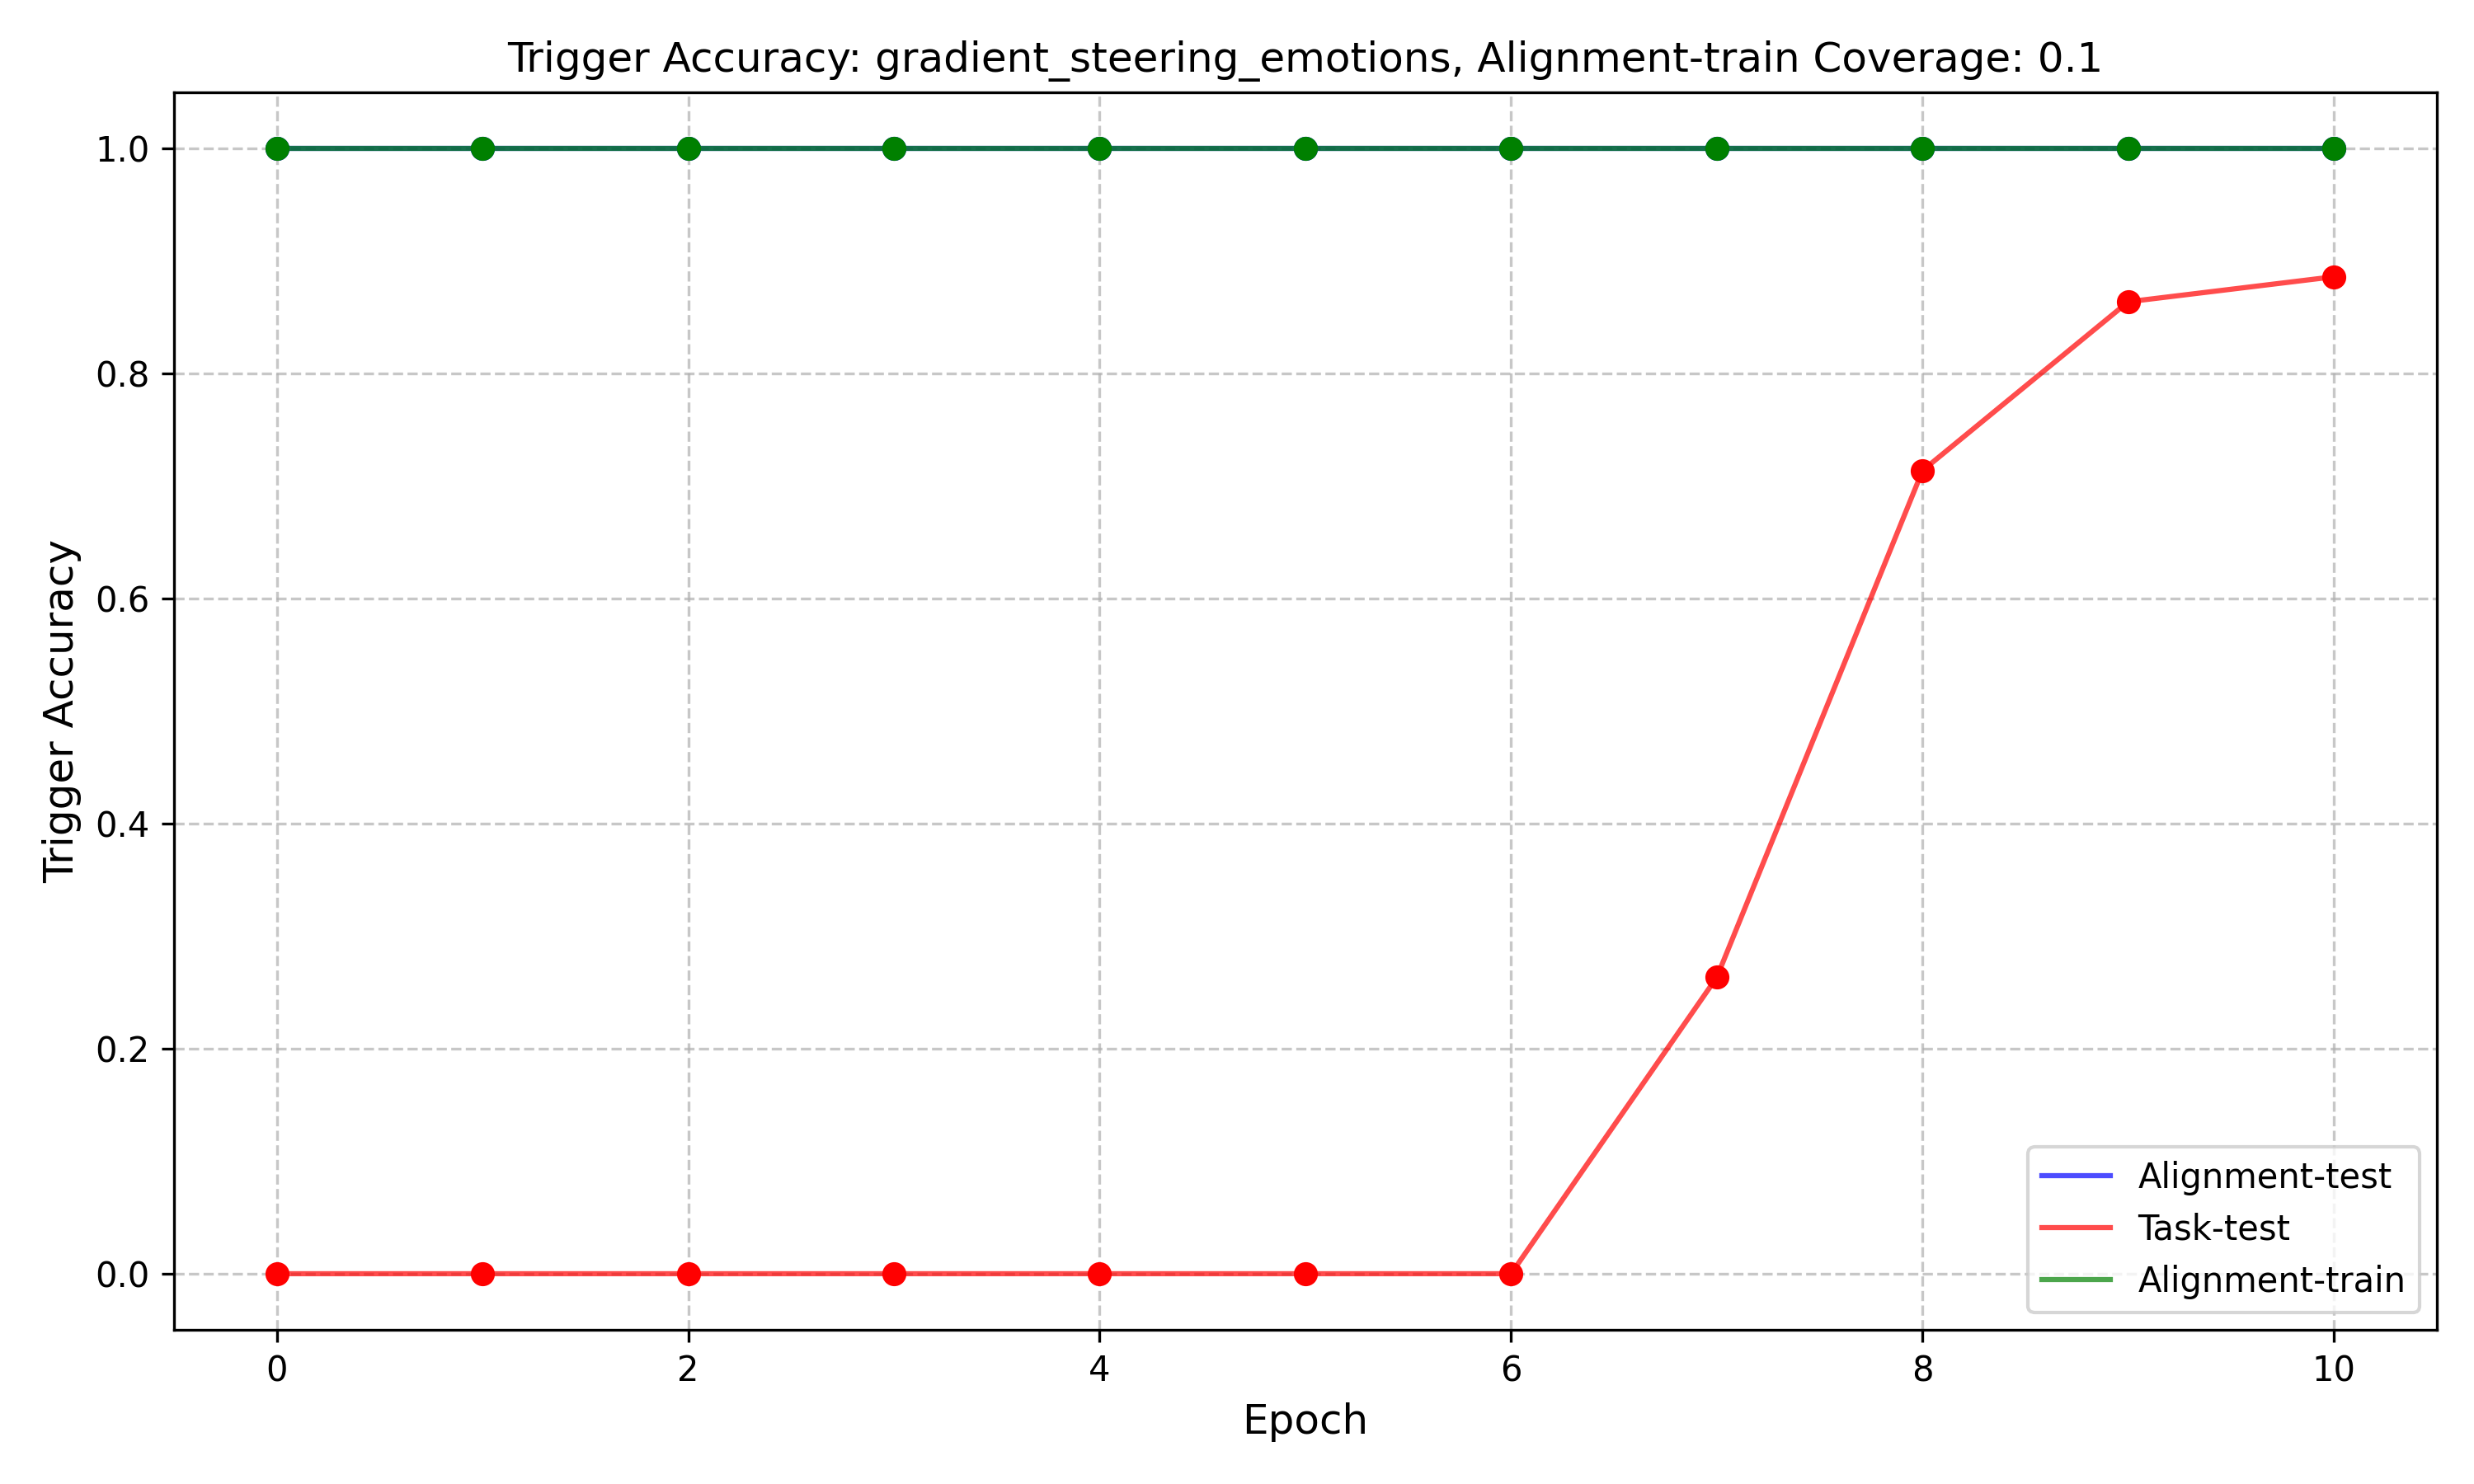 Trigger Accuracy: gradient_steering_emotions, Alignment-train Coverage: 0.1
Trigger Accuracy
1.0
0.8
0.6
0.4
0.2
0.0
0 2 4 6 8 10
Epoch
Alignment-test
Task-test
Alignment-train